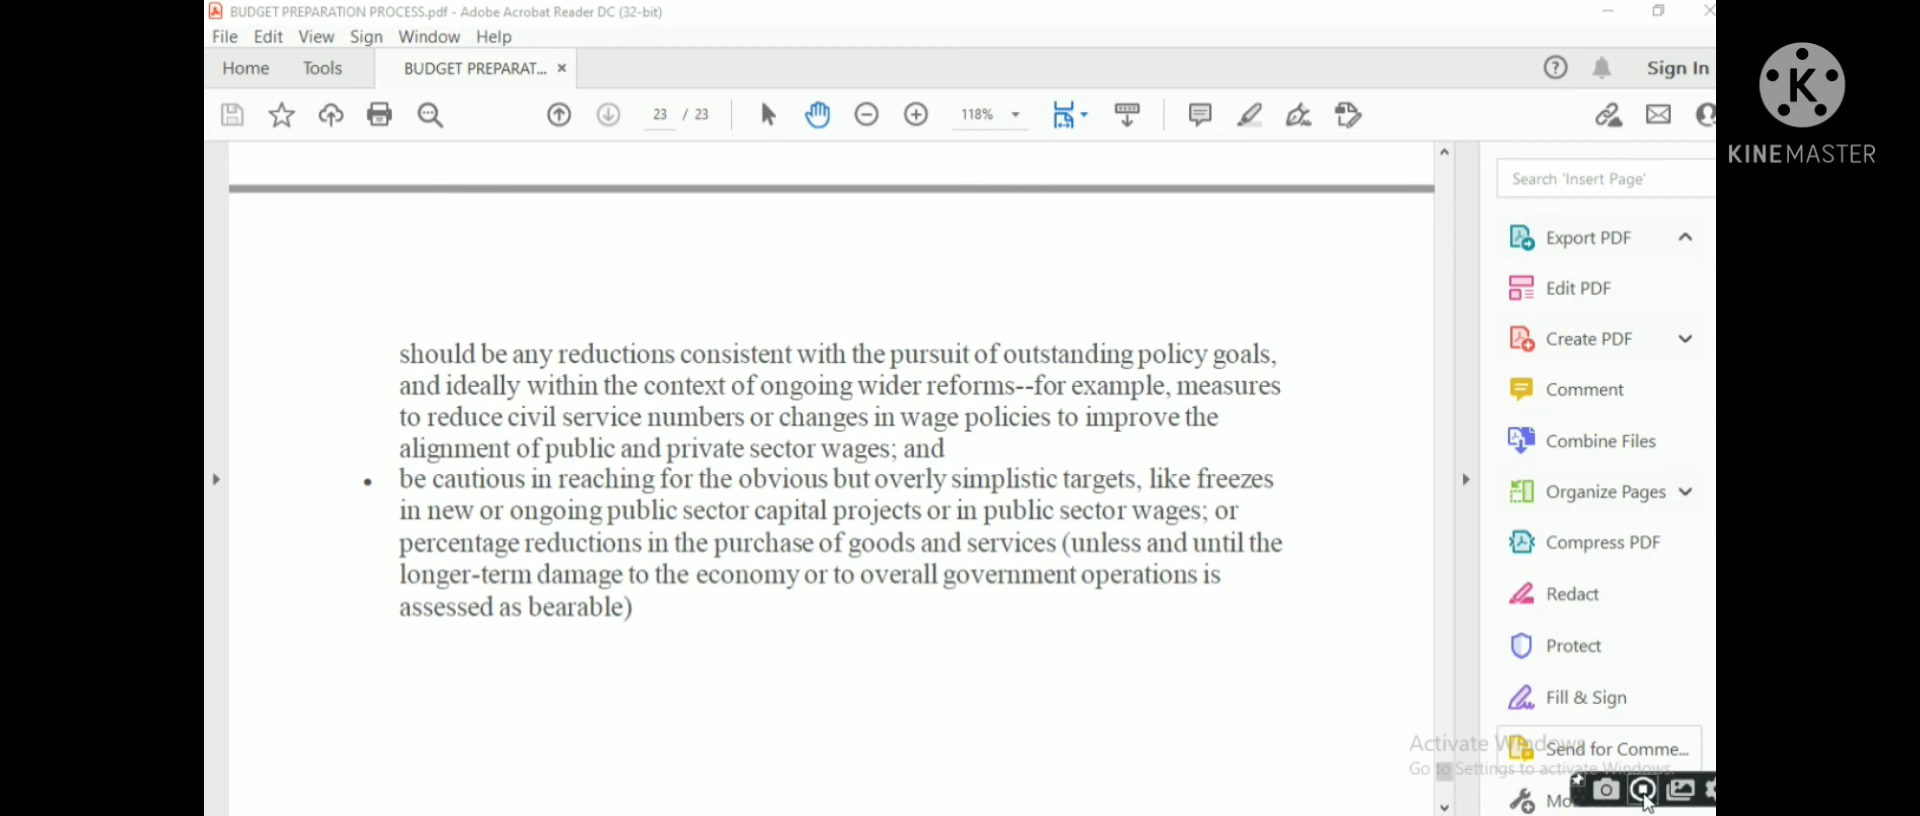 BUDGET PREPARATION PROCESS.pdf - Adobe Acrobat Reader DC (32-bit)
File Edit View Sign Window Help
Home Tools BUDGET PREPARAT... ×
Sign In
23 / 23
118%
KINEMASTER
Search 'Insert Page'
Export PDF
Edit PDF
Create PDF
Comment
Combine Files
Organize Pages
Compress PDF
Redact
Protect
Fill & Sign
Send for Comme...
should be any reductions consistent with the pursuit of outstanding policy goals,
and ideally within the context of ongoing wider reforms--for example, measures
to reduce civil service numbers or changes in wage policies to improve the
alignment of public and private sector wages; and
• be cautious in reaching for the obvious but overly simplistic targets, like freezes
in new or ongoing public sector capital projects or in public sector wages; or
percentage reductions in the purchase of goods and services (unless and until the
longer-term damage to the economy or to overall government operations is
assessed as bearable)
Activate Windows
Go to Settings to activate Windows.